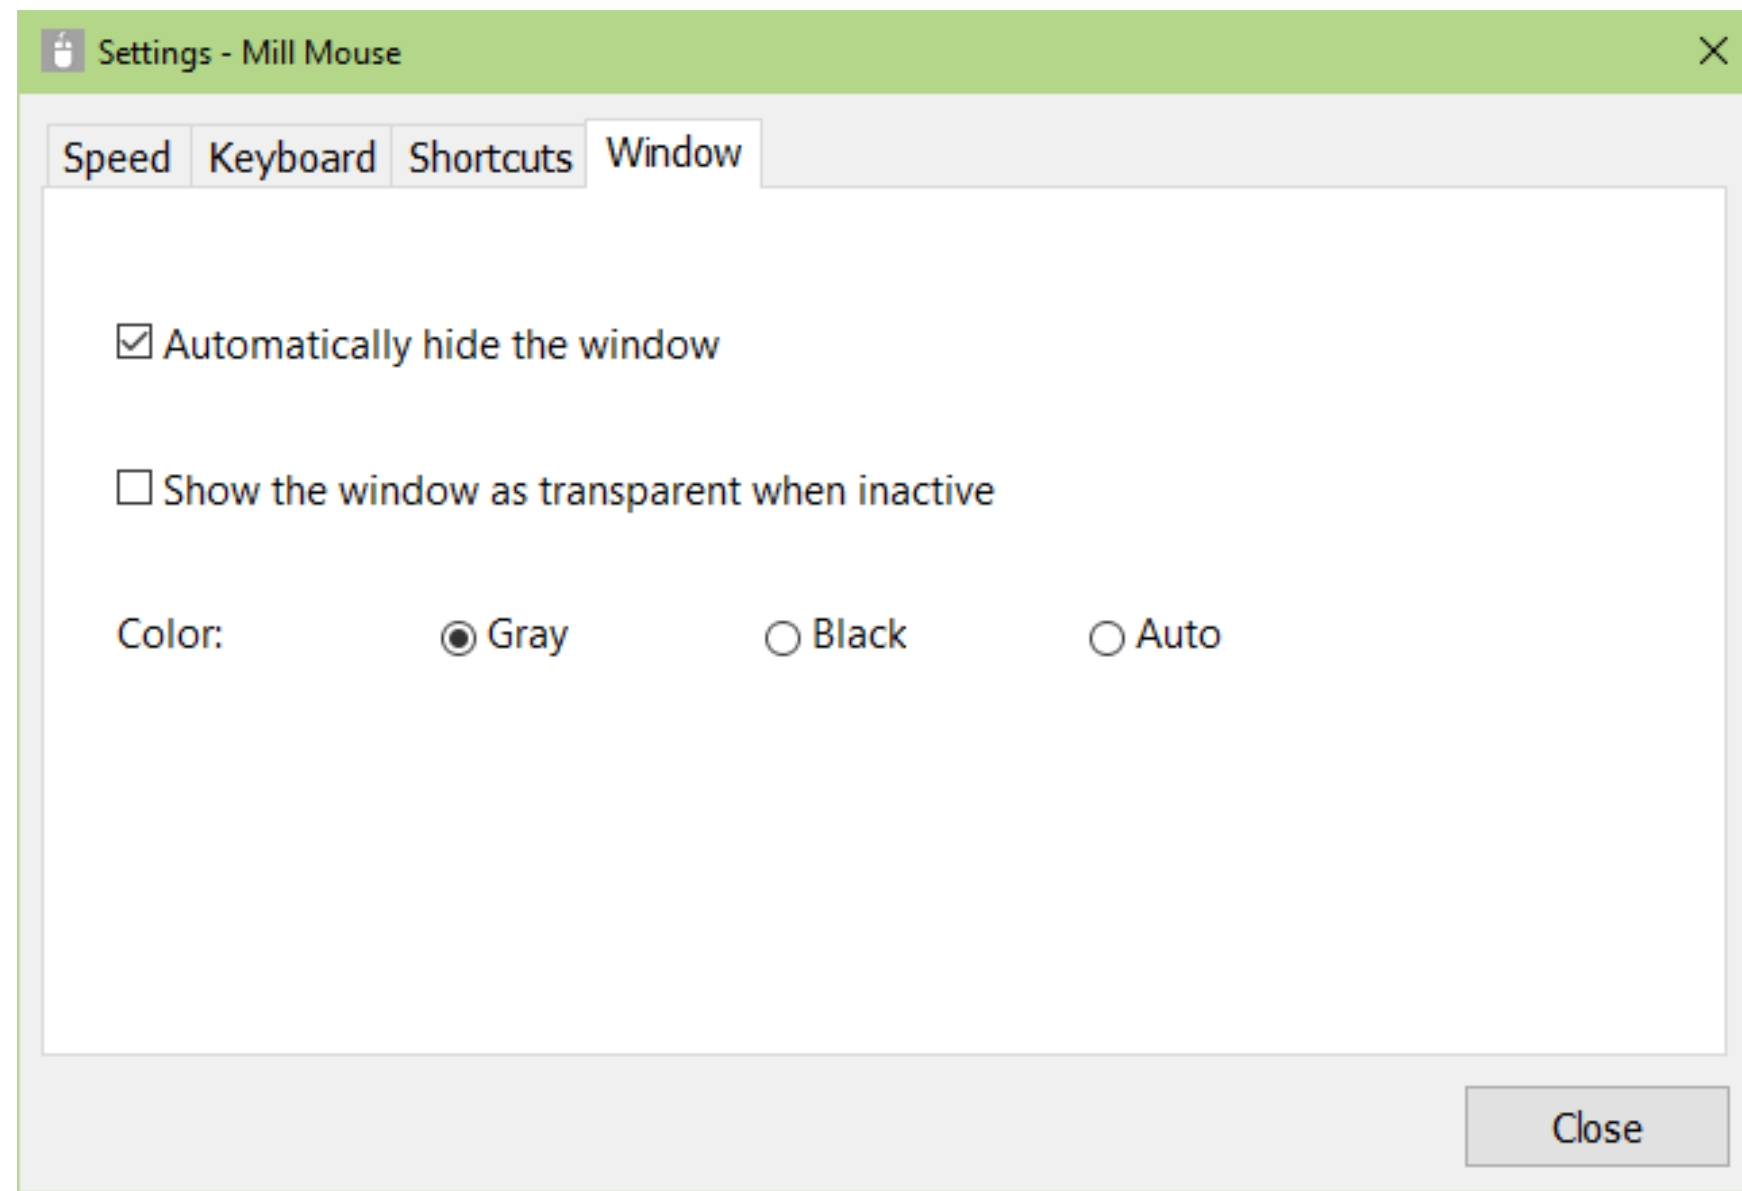 Settings - Mill Mouse
Speed Keyboard Shortcuts Window
Automatically hide the window
Show the window as transparent when inactive
Color: Gray Black Auto
Close